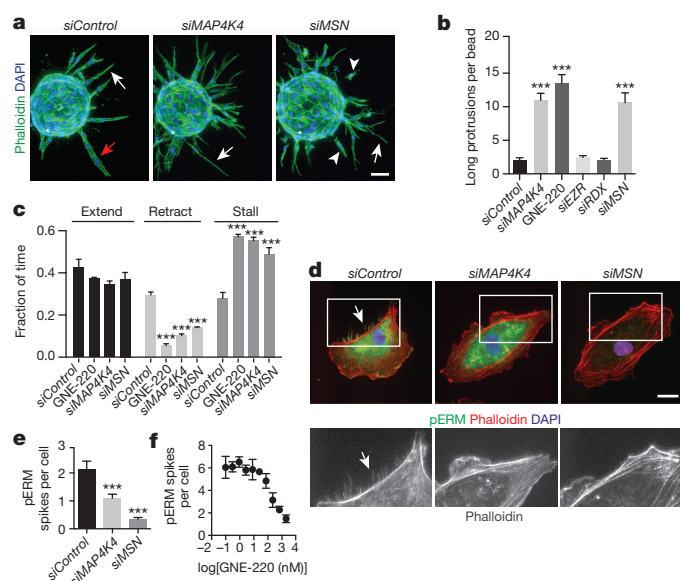 a
siControl siMAP4K4 siMSN
Phalloidin DAPI
b
Long protrusions per bead
20
15
10
5
0
***
***
***
siControl
siMAP4K4
GNE-220
siEZR
siRDX
siMSN
c
Extend Retract Stall
Fraction of time
0.6
0.4
0.2
0.0
***
***
***
***
***
***
siControl
GNE-220
siMAP4K4
siMSN
siControl
GNE-220
siMAP4K4
siMSN
siControl
GNE-220
siMAP4K4
siMSN
d
siControl siMAP4K4 siMSN
pERM Phalloidin DAPI
Phalloidin
e
pERM
spikes per cell
3
2
1
0
***
***
siControl
siMAP4K4
siMSN
f
pERM spikes
per cell
8
6
4
2
0
−2 −1 0 1 2 3 4
log[GNE-220 (nM)]